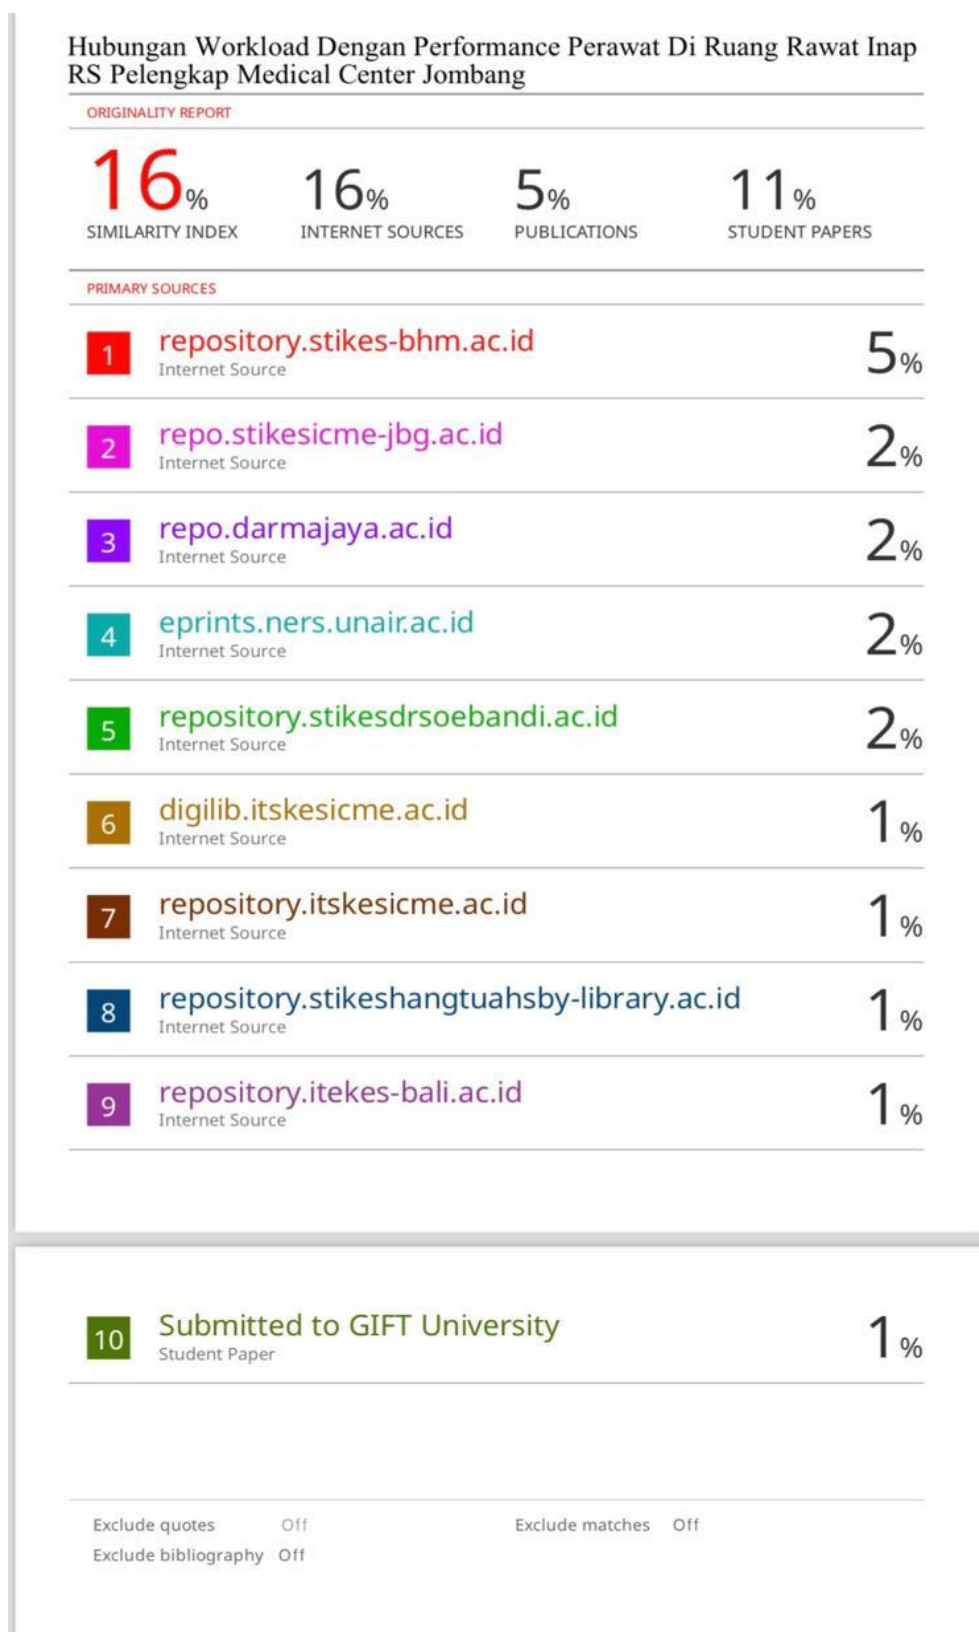 Hubungan Workload Dengan Performance Perawat Di Ruang Rawat Inap
RS Pelengkap Medical Center Jombang
ORIGINALITY REPORT
16% 16% 5% 11%
SIMILARITY INDEX INTERNET SOURCES PUBLICATIONS STUDENT PAPERS
PRIMARY SOURCES
1 repository.stikes-bhm.ac.id 5%
Internet Source
2 repo.stikesicme-jbg.ac.id 2%
Internet Source
3 repo.darmajaya.ac.id 2%
Internet Source
4 eprints.ners.unair.ac.id 2%
Internet Source
5 repository.stikesdrsoebandi.ac.id 2%
Internet Source
6 digilib.itskesicme.ac.id 1%
Internet Source
7 repository.itskesicme.ac.id 1%
Internet Source
8 repository.stikeshangtuahsby-library.ac.id 1%
Internet Source
9 repository.itekes-bali.ac.id 1%
Internet Source
10 Submitted to GIFT University 1%
Student Paper
Exclude quotes Off Exclude matches Off
Exclude bibliography Off